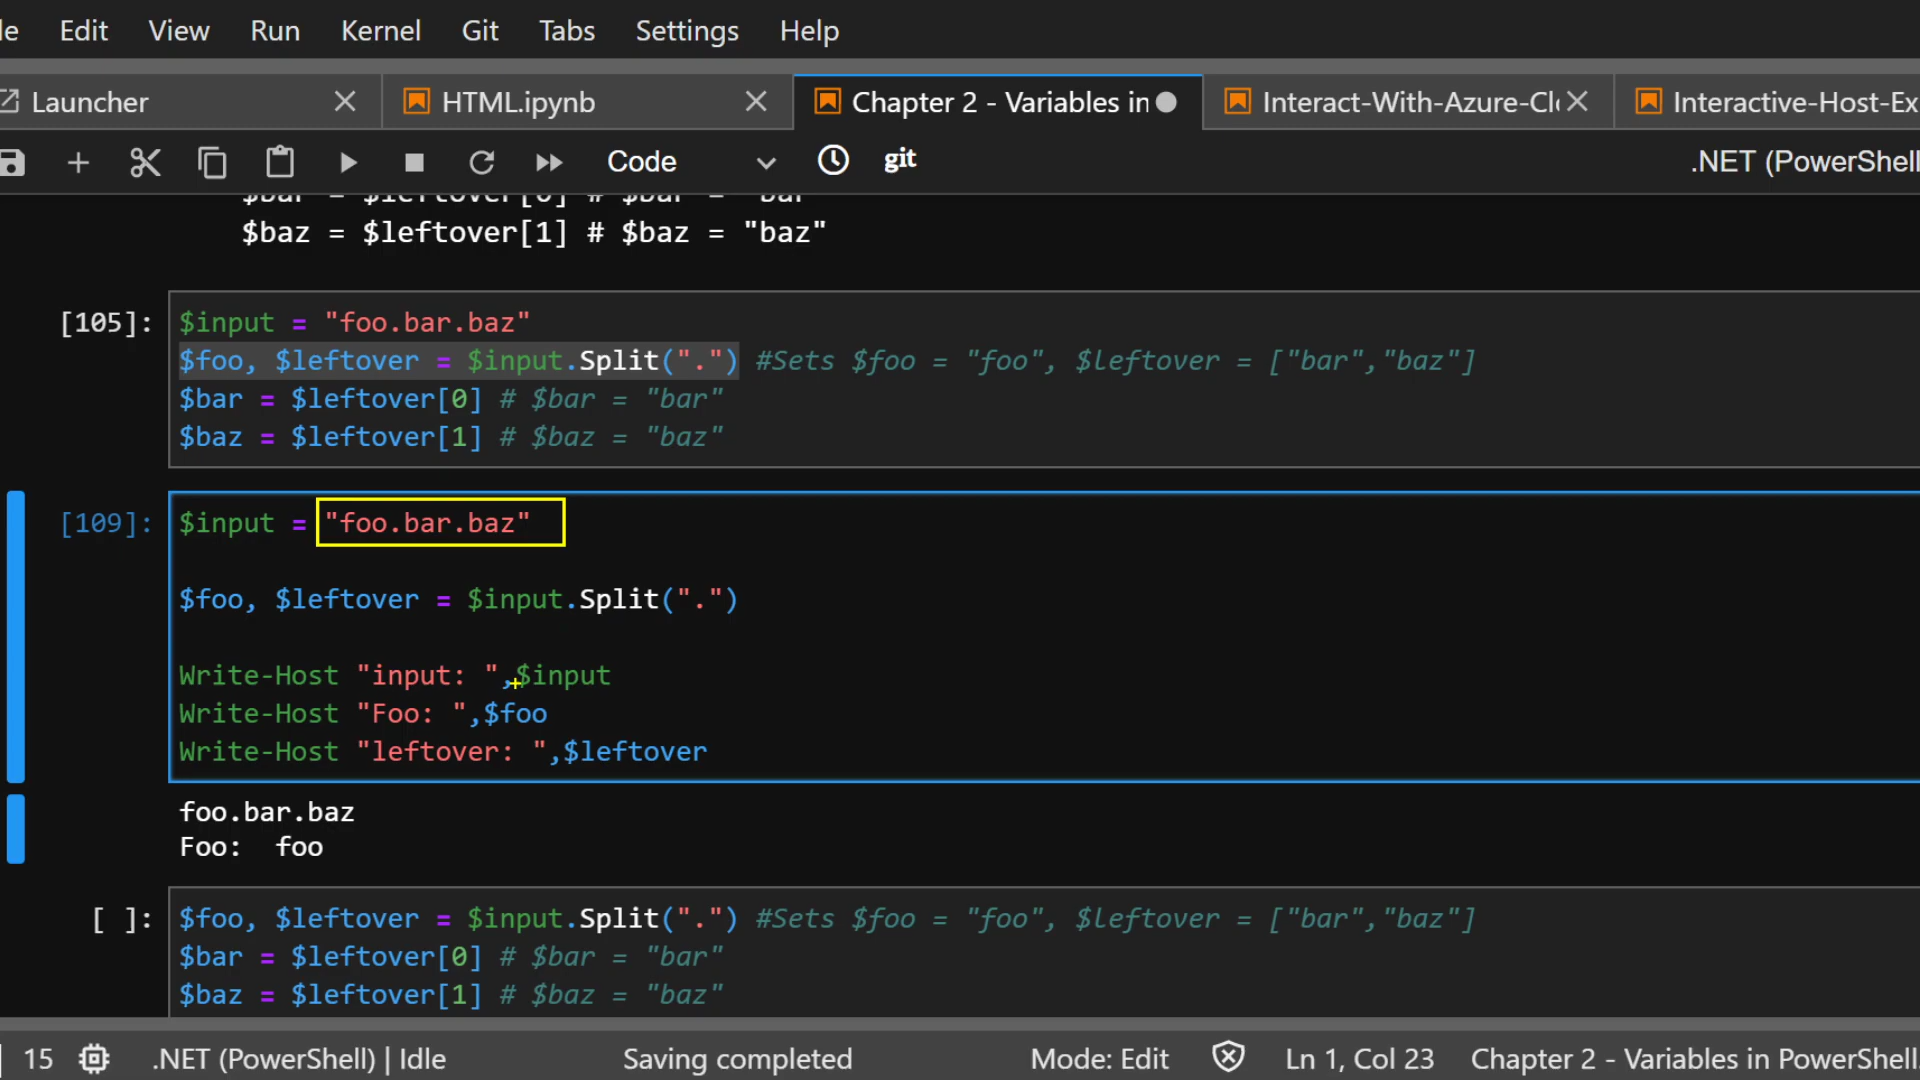 le Edit View Run Kernel Git Tabs Settings Help
Launcher HTML.ipynb Chapter 2 - Variables in Interact-With-Azure-Cl Interactive-Host-Ex
Code git .NET (PowerShell
$bar = $leftover[0] # $bar = "bar"
$baz = $leftover[1] # $baz = "baz"
[105]: $input = "foo.bar.baz"
$foo, $leftover = $input.Split(".") #Sets $foo = "foo", $leftover = ["bar","baz"]
$bar = $leftover[0] # $bar = "bar"
$baz = $leftover[1] # $baz = "baz"
[109]: $input = "foo.bar.baz"
$foo, $leftover = $input.Split(".")
Write-Host "input: ",$input
Write-Host "Foo: ",$foo
Write-Host "leftover: ",$leftover
foo.bar.baz
Foo:  foo
[ ]: $foo, $leftover = $input.Split(".") #Sets $foo = "foo", $leftover = ["bar","baz"]
$bar = $leftover[0] # $bar = "bar"
$baz = $leftover[1] # $baz = "baz"
15 .NET (PowerShell) | Idle Saving completed Mode: Edit Ln 1, Col 23 Chapter 2 - Variables in PowerShell